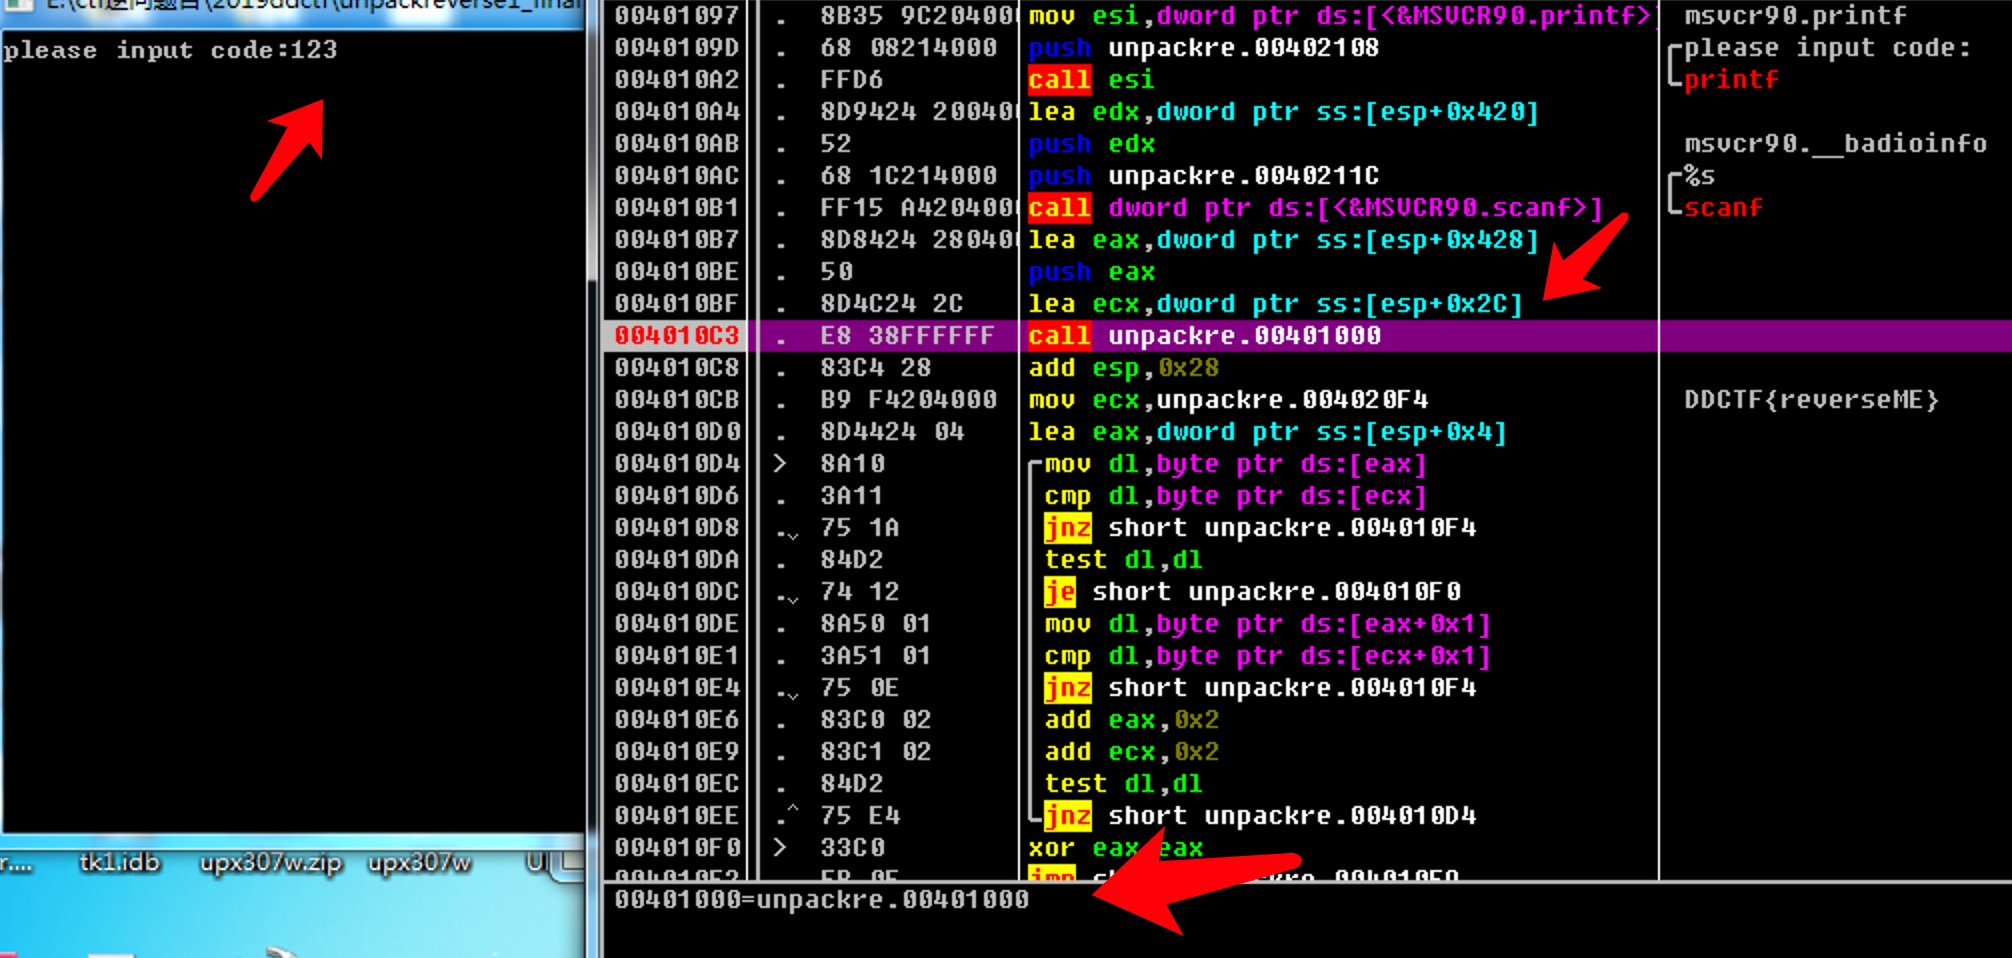 please input code:123
tk1.idb
upx307w.zip
upx307w
00401097 . 8B35 9C20400 mov esi,dword ptr ds:[<&MSVCR90.printf> msvcr90.printf
0040109D . 68 08214000 push unpackre.00402108 please input code:
004010A2 . FFD6 call esi printf
004010A4 . 8D9424 20040 lea edx,dword ptr ss:[esp+0x420]
004010AB . 52 push edx msvcr90.__badioinfo
004010AC . 68 1C214000 push unpackre.0040211C %s
004010B1 . FF15 A420400 call dword ptr ds:[<&MSVCR90.scanf>] scanf
004010B7 . 8D8424 28040 lea eax,dword ptr ss:[esp+0x428]
004010BE . 50 push eax
004010BF . 8D4C24 2C lea ecx,dword ptr ss:[esp+0x2C]
004010C3 . E8 38FFFFFF call unpackre.00401000
004010C8 . 83C4 28 add esp,0x28
004010CB . B9 F4204000 mov ecx,unpackre.004020F4 DDCTF{reverseME}
004010D0 . 8D4424 04 lea eax,dword ptr ss:[esp+0x4]
004010D4 > 8A10 mov dl,byte ptr ds:[eax]
004010D6 . 3A11 cmp dl,byte ptr ds:[ecx]
004010D8 . 75 1A jnz short unpackre.004010F4
004010DA . 84D2 test dl,dl
004010DC . 74 12 je short unpackre.004010F0
004010DE . 8A50 01 mov dl,byte ptr ds:[eax+0x1]
004010E1 . 3A51 01 cmp dl,byte ptr ds:[ecx+0x1]
004010E4 . 75 0E jnz short unpackre.004010F4
004010E6 . 83C0 02 add eax,0x2
004010E9 . 83C1 02 add ecx,0x2
004010EC . 84D2 test dl,dl
004010EE .^ 75 E4 jnz short unpackre.004010D4
004010F0 > 33C0 xor eax,eax
00401000=unpackre.00401000